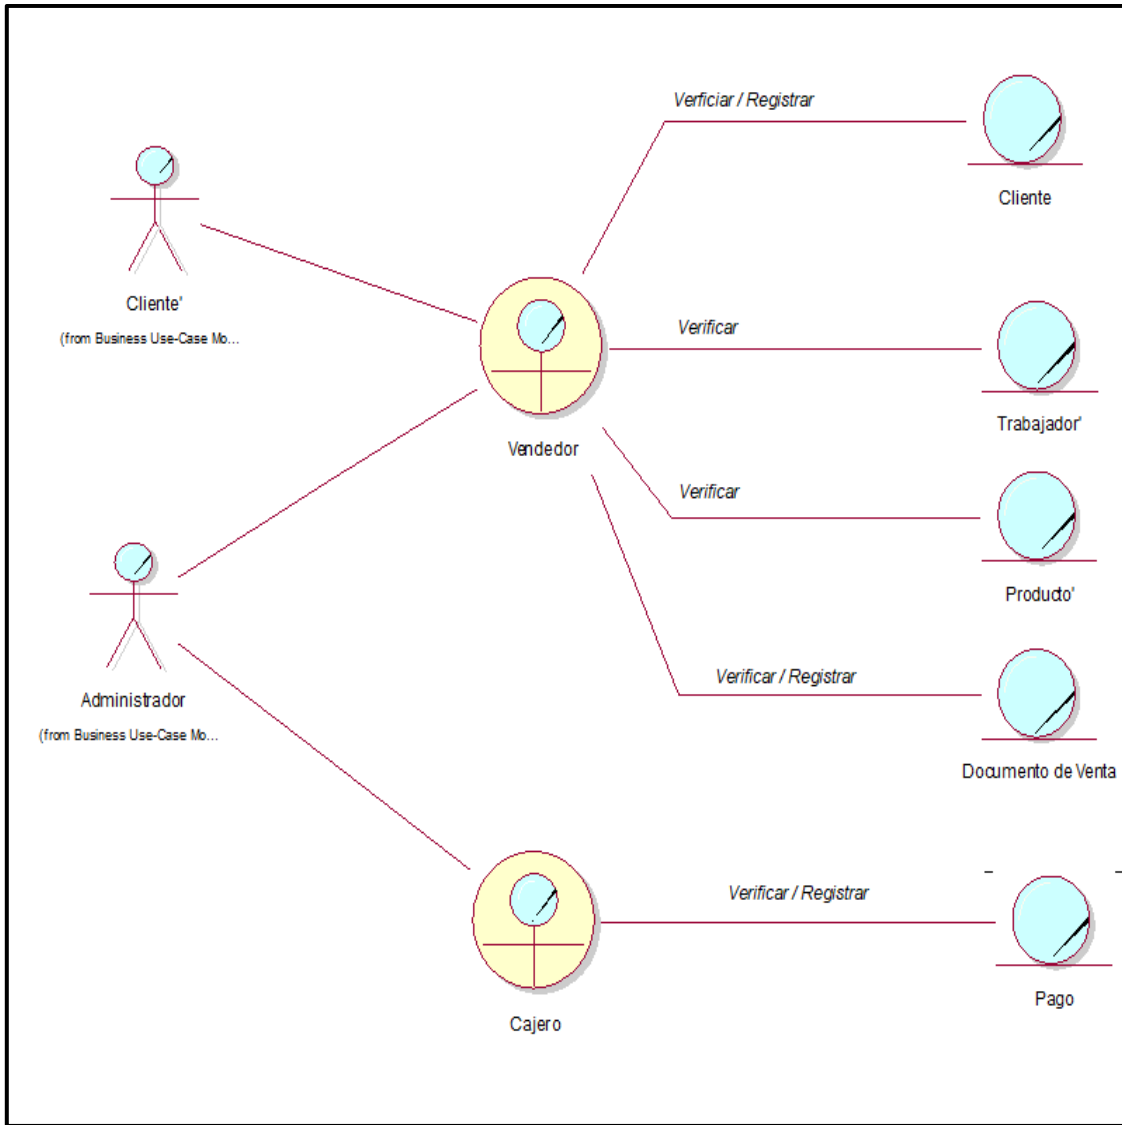 Verficiar / Registrar
Cliente
Cliente'
(from Business Use-Case Mo...
Verificar
Trabajador'
Vendedor
Verificar
Producto'
Administrador
(from Business Use-Case Mo...
Verificar / Registrar
Documento de Venta
Verificar / Registrar
Cajero
Pago